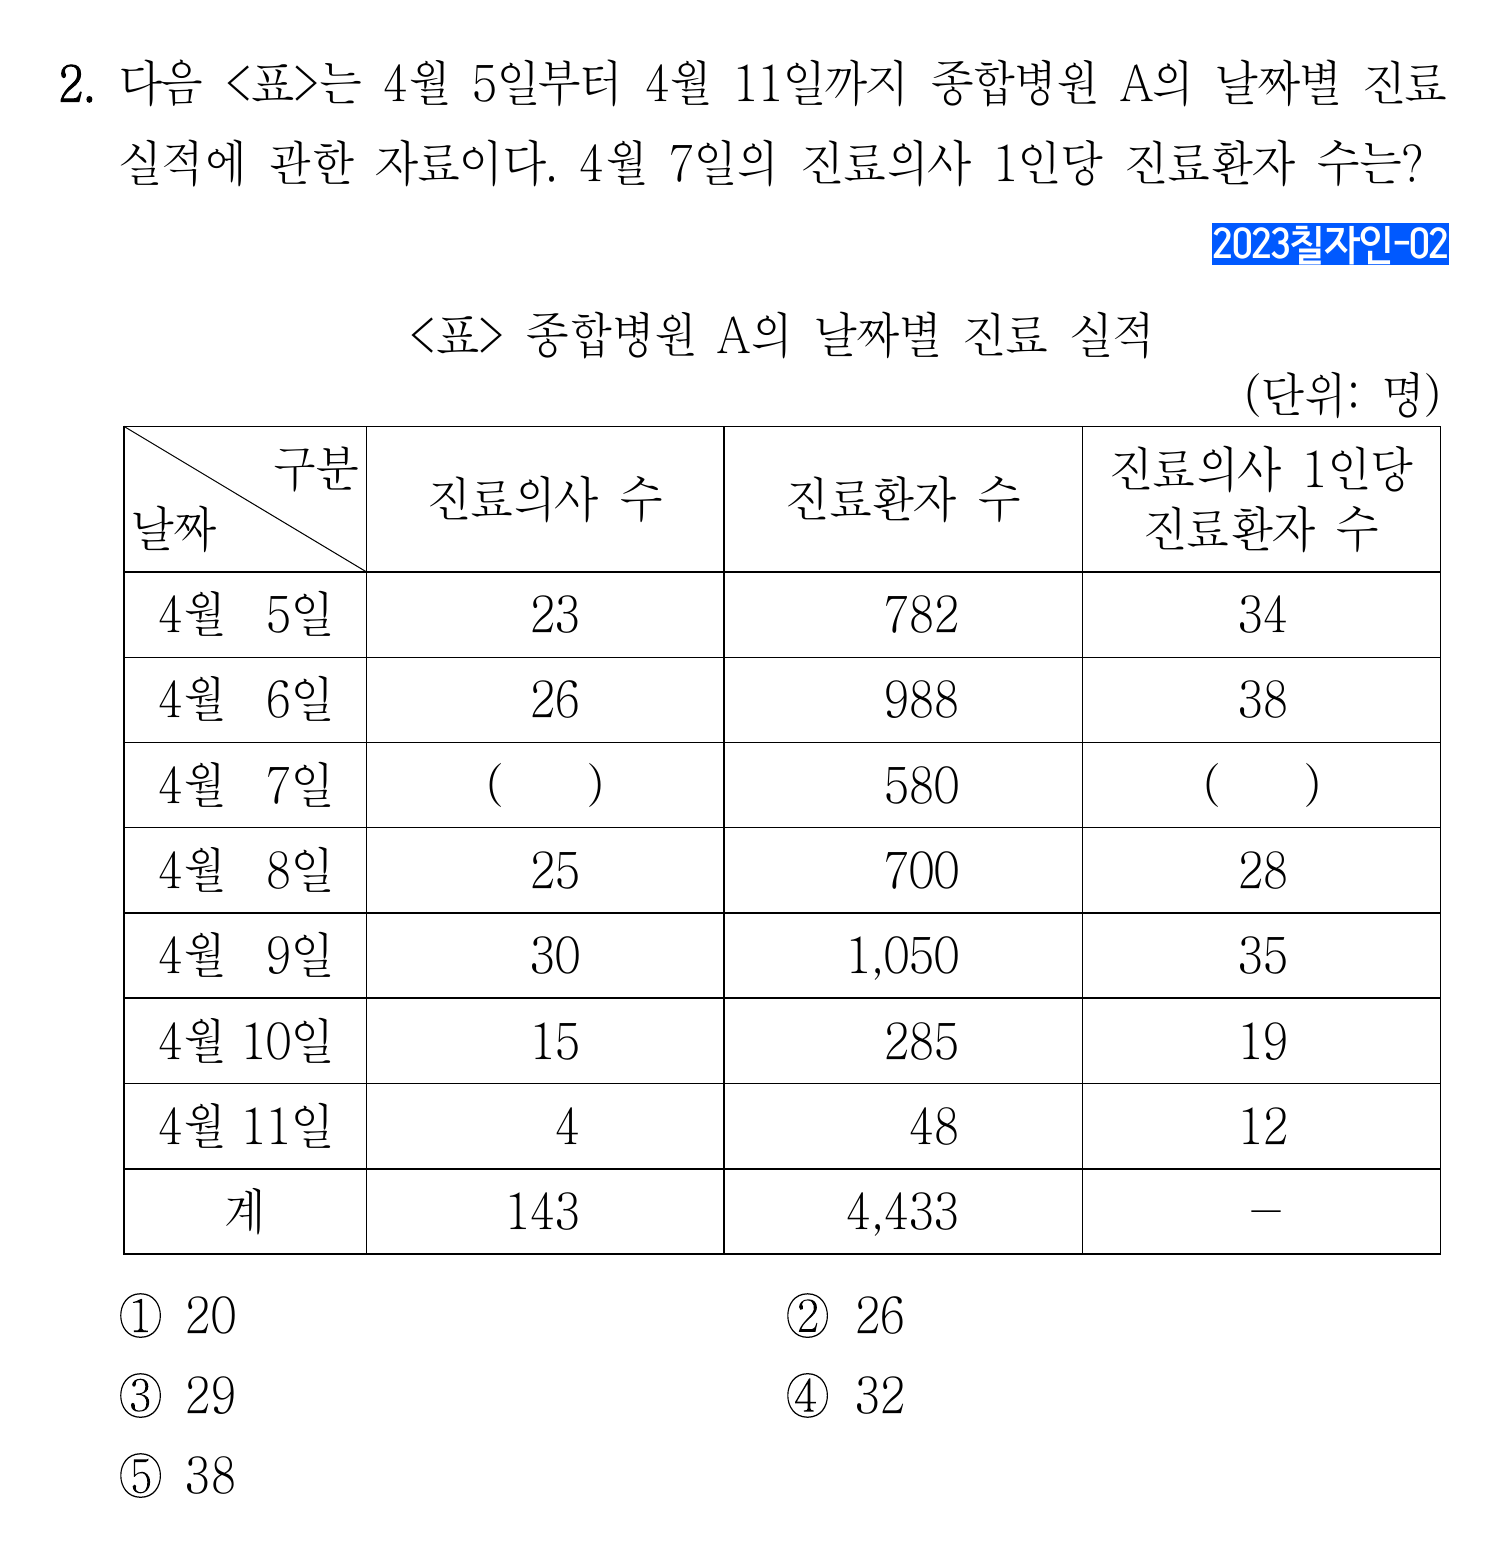 2. 다음 <표>는 4월 5일부터 4월 11일까지 종합병원 A의 날짜별 진료
실적에 관한 자료이다. 4월 7일의 진료의사 1인당 진료환자 수는?
2023칠자인-02
<표> 종합병원 A의 날짜별 진료 실적
(단위: 명)
구분
날짜
진료의사 수
진료환자 수
진료의사 1인당
진료환자 수
4월 5일 23 782 34
4월 6일 26 988 38
4월 7일 ( ) 580 ( )
4월 8일 25 700 28
4월 9일 30 1,050 35
4월 10일 15 285 19
4월 11일 4 48 12
계 143 4,433 –
① 20 ② 26
③ 29 ④ 32
⑤ 38